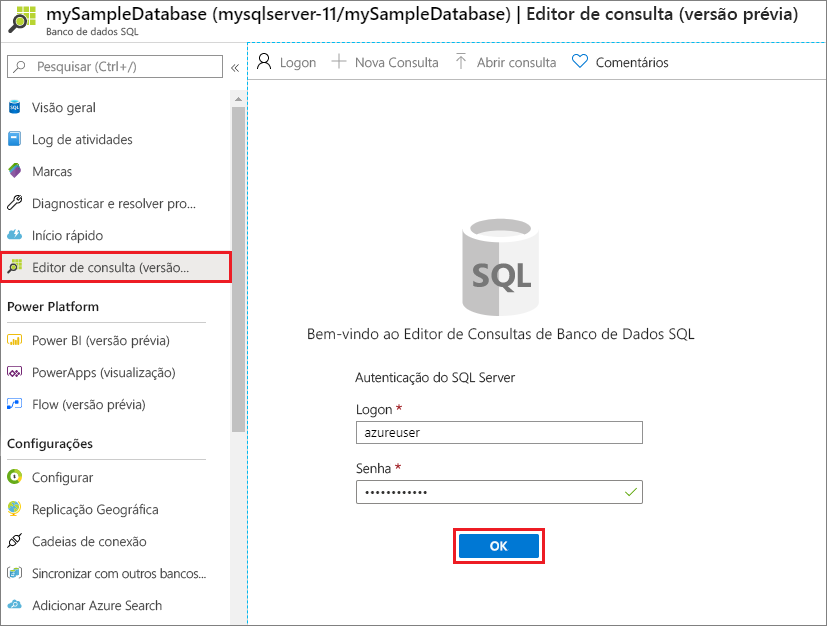 mySampleDatabase (mysqlserver-11/mySampleDatabase) | Editor de consulta (versão prévia)
Banco de dados SQL
Pesquisar (Ctrl+/)
«
Logon
Nova Consulta
Abrir consulta
Comentários
SQL
Visão geral
Log de atividades
Marcas
Diagnosticar e resolver pro...
Início rápido
Editor de consulta (versão...
Power Platform
Power BI (versão prévia)
PowerApps (visualização)
Flow (versão prévia)
Configurações
Configurar
Replicação Geográfica
Cadeias de conexão
Sincronizar com outros bancos...
Adicionar Azure Search
SQL
Bem-vindo ao Editor de Consultas de Banco de Dados SQL
Autenticação do SQL Server
Logon *
azureuser
Senha *
••••••••••••
OK